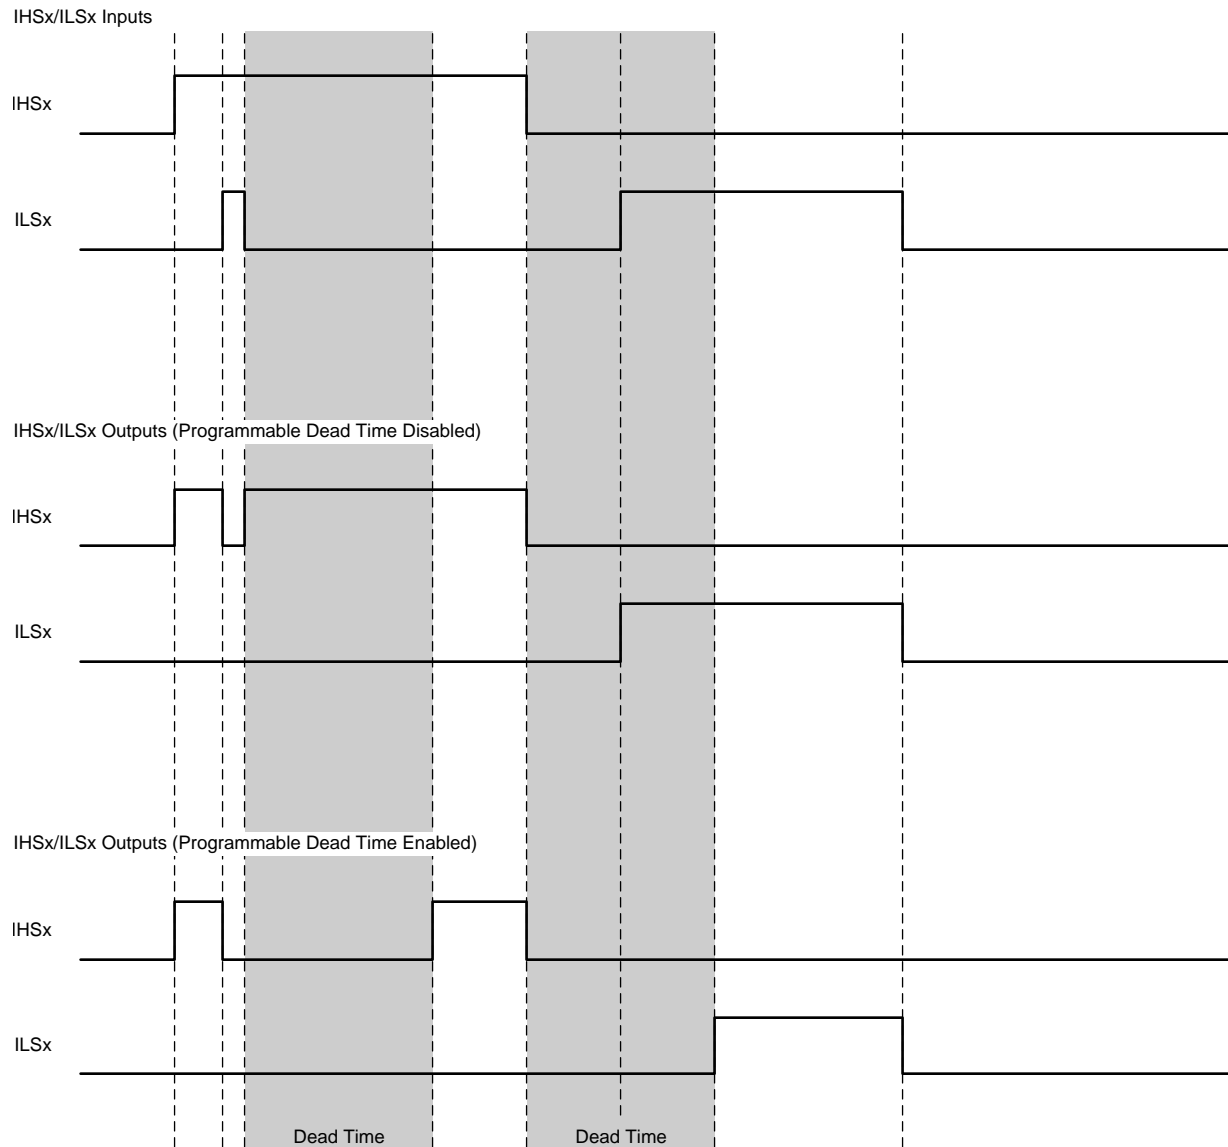 IHSx/ILSx Inputs
IHSx
ILSx
IHSx/ILSx Outputs (Programmable Dead Time Disabled)
IHSx
ILSx
IHSx/ILSx Outputs (Programmable Dead Time Enabled)
IHSx
ILSx
Dead Time Dead Time